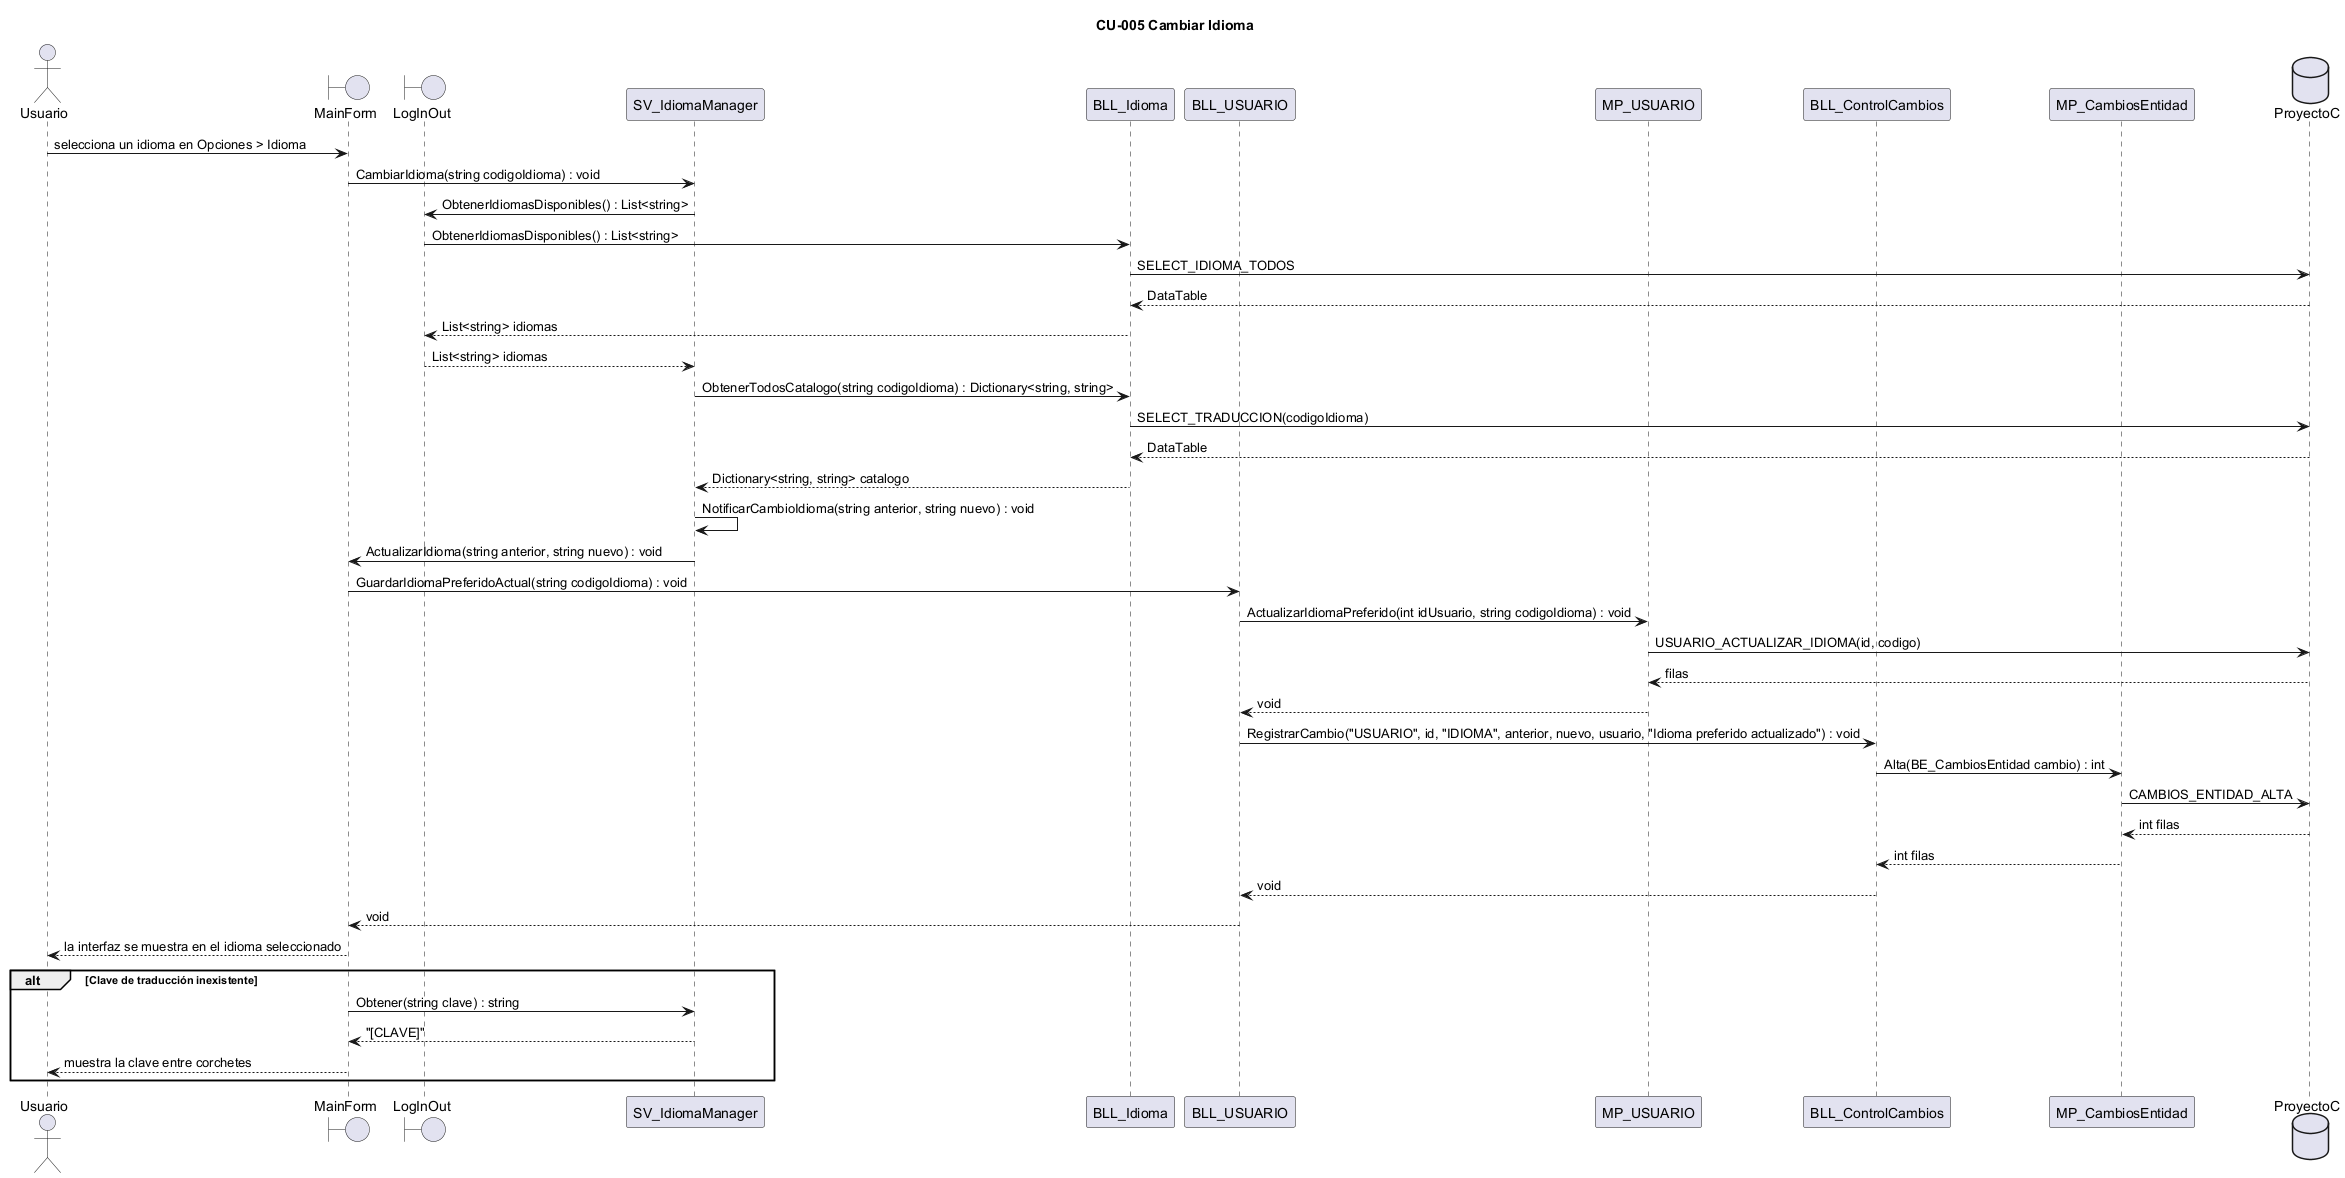 CU-005 Cambiar Idioma
Usuario
MainForm
LogInOut
SV_IdiomaManager
BLL_Idioma
BLL_USUARIO
MP_USUARIO
BLL_ControlCambios
MP_CambiosEntidad
ProyectoC
selecciona un idioma en Opciones > Idioma
CambiarIdioma(string codigoIdioma) : void
ObtenerIdiomasDisponibles() : List<string>
ObtenerIdiomasDisponibles() : List<string>
SELECT_IDIOMA_TODOS
DataTable
List<string> idiomas
List<string> idiomas
ObtenerTodosCatalogo(string codigoIdioma) : Dictionary<string, string>
SELECT_TRADUCCION(codigoIdioma)
DataTable
Dictionary<string, string> catalogo
NotificarCambioIdioma(string anterior, string nuevo) : void
ActualizarIdioma(string anterior, string nuevo) : void
GuardarIdiomaPreferidoActual(string codigoIdioma) : void
ActualizarIdiomaPreferido(int idUsuario, string codigoIdioma) : void
USUARIO_ACTUALIZAR_IDIOMA(id, codigo)
filas
void
RegistrarCambio("USUARIO", id, "IDIOMA", anterior, nuevo, usuario, "Idioma preferido actualizado") : void
Alta(BE_CambiosEntidad cambio) : int
CAMBIOS_ENTIDAD_ALTA
int filas
int filas
void
void
la interfaz se muestra en el idioma seleccionado
alt [Clave de traducción inexistente]
Obtener(string clave) : string
"[CLAVE]"
muestra la clave entre corchetes
Usuario
MainForm
LogInOut
SV_IdiomaManager
BLL_Idioma
BLL_USUARIO
MP_USUARIO
BLL_ControlCambios
MP_CambiosEntidad
ProyectoC